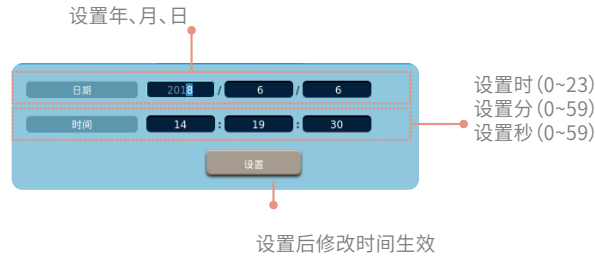 设置年、月、日
日期 2018 / 6 / 6
设置时（0~23）
设置分（0~59）
时间 14 : 19 : 30
设置秒（0~59）
设置
设置后修改时间生效